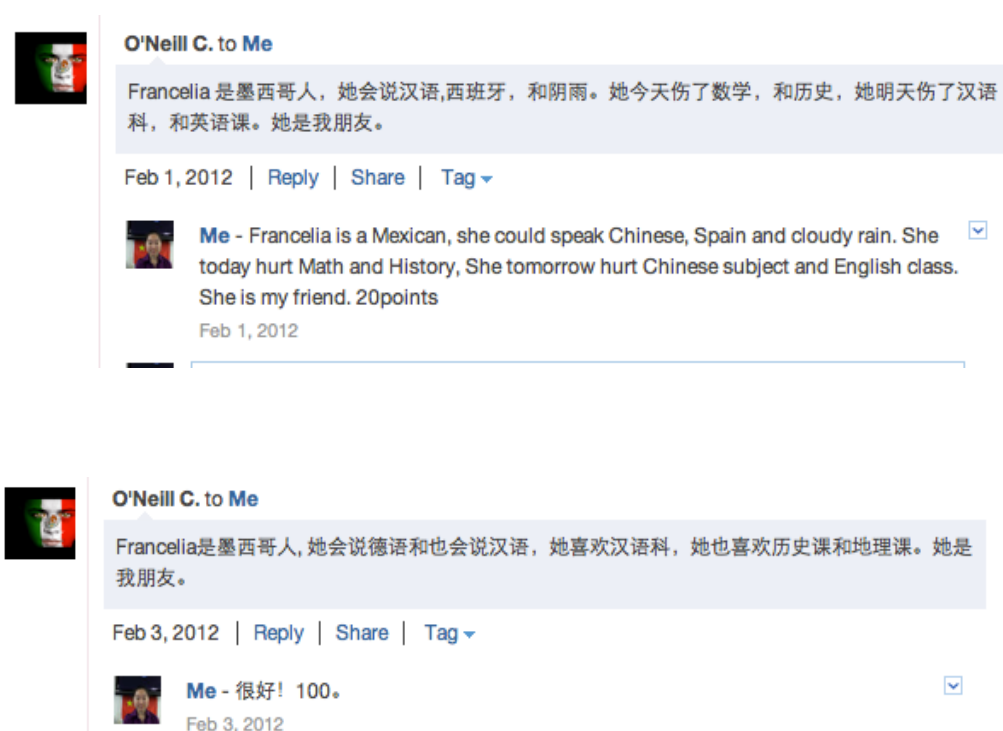 O'Neill C. to Me
Francelia 是墨西哥人，她会说汉语,西班牙，和阴雨。她今天伤了数学，和历史，她明天伤了汉语
科，和英语课。她是我朋友。
Feb 1, 2012 | Reply | Share | Tag
Me - Francelia is a Mexican, she could speak Chinese, Spain and cloudy rain. She
today hurt Math and History, She tomorrow hurt Chinese subject and English class.
She is my friend. 20points
Feb 1, 2012
O'Neill C. to Me
Francelia是墨西哥人, 她会说德语和也会说汉语，她喜欢汉语科，她也喜欢历史课和地理课。她是
我朋友。
Feb 3, 2012 | Reply | Share | Tag
Me - 很好！100。
Feb 3, 2012